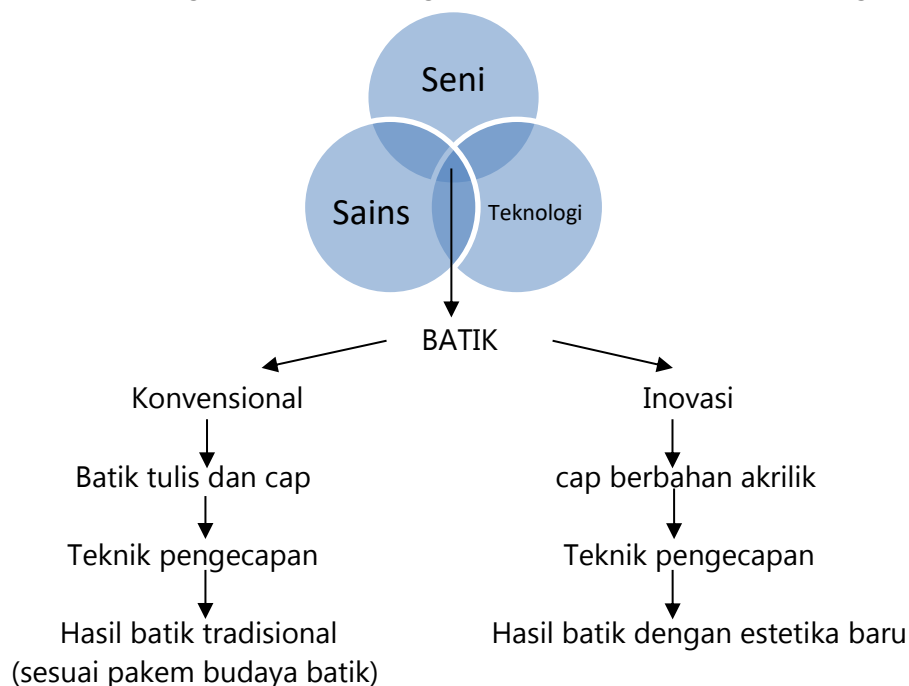 Seni
Sains
Teknologi
BATIK
Konvensional
Batik tulis dan cap
Teknik pengecapan
Hasil batik tradisional
(sesuai pakem budaya batik)
Inovasi
cap berbahan akrilik
Teknik pengecapan
Hasil batik dengan estetika baru